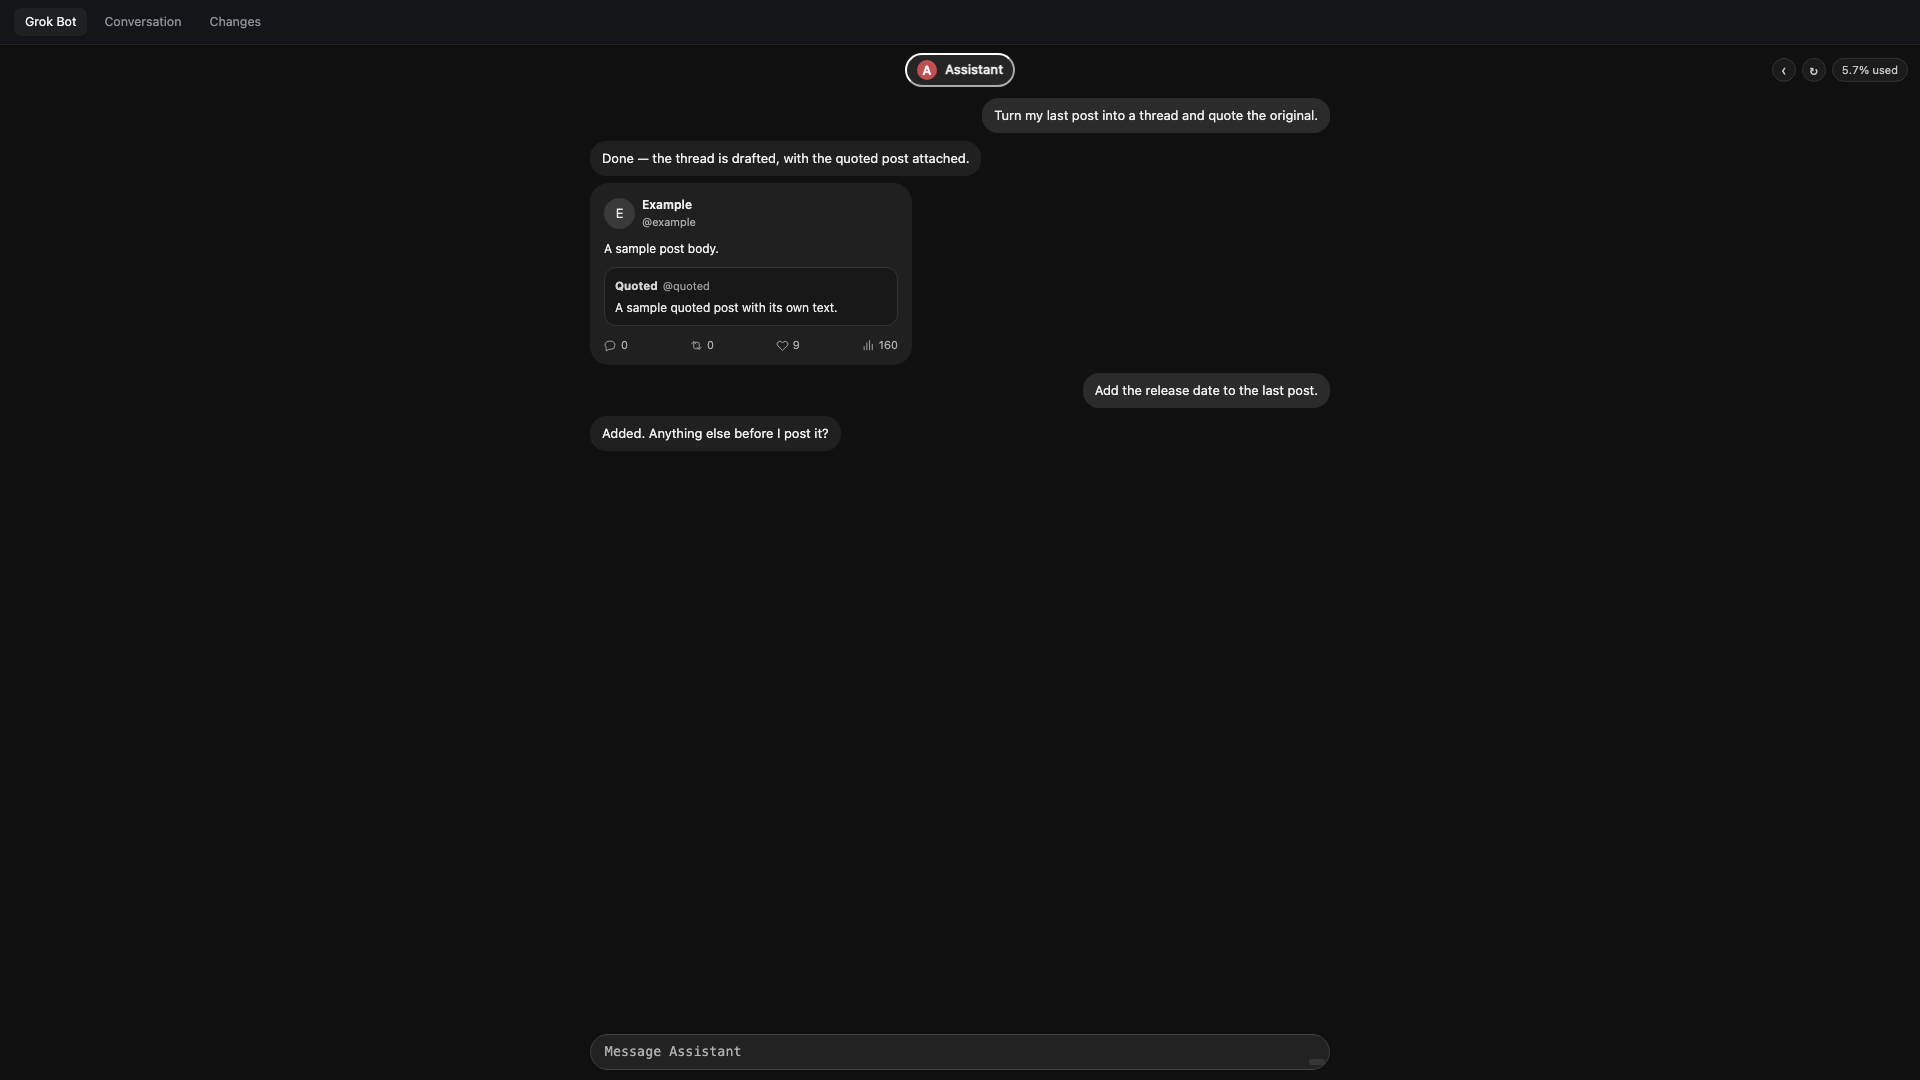 Grok Bot Conversation Changes
A Assistant
‹ ↻ 5.7% used
Turn my last post into a thread and quote the original.
Done — the thread is drafted, with the quoted post attached.
E Example
@example
A sample post body.
Quoted @quoted
A sample quoted post with its own text.
0 0 9 160
Add the release date to the last post.
Added. Anything else before I post it?
Message Assistant